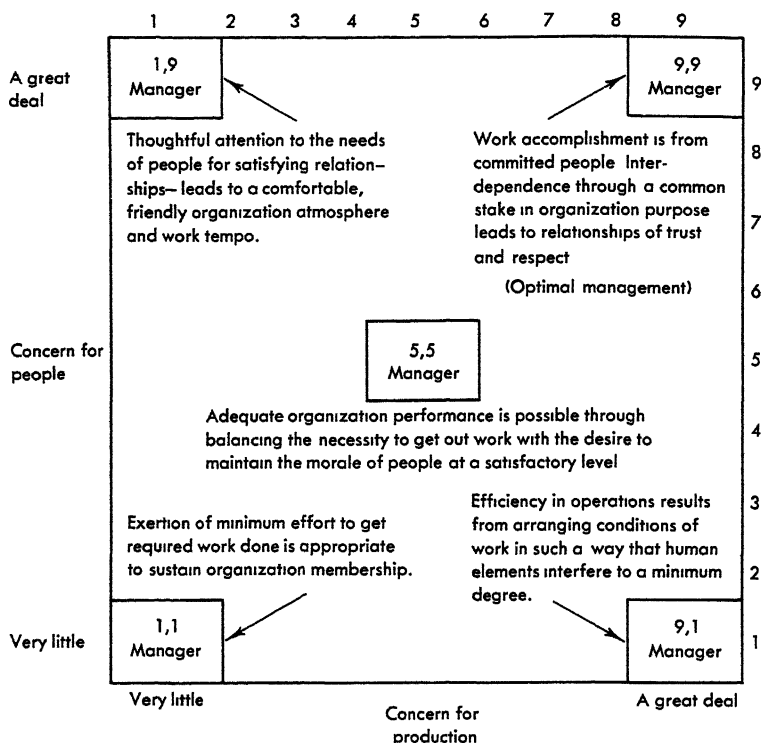 1 2 3 4 5 6 7 8 9
A great
deal
1,9
Manager
9,9
Manager
9
Thoughtful attention to the needs
of people for satisfying relation–
ships– leads to a comfortable,
friendly organization atmosphere
and work tempo.
Work accomplishment is from
committed people Inter-
dependence through a common
stake in organization purpose
leads to relationships of trust
and respect
(Optimal management)
8
7
6
Concern for
people
5,5
Manager
5
Adequate organization performance is possible through
balancing the necessity to get out work with the desire to
maintain the morale of people at a satisfactory level
4
Exertion of minimum effort to get
required work done is appropriate
to sustain organization membership.
Efficiency in operations results
from arranging conditions of
work in such a way that human
elements interfere to a minimum
degree.
3
2
Very little
1,1
Manager
9,1
Manager
1
Very little
A great deal
Concern for
production